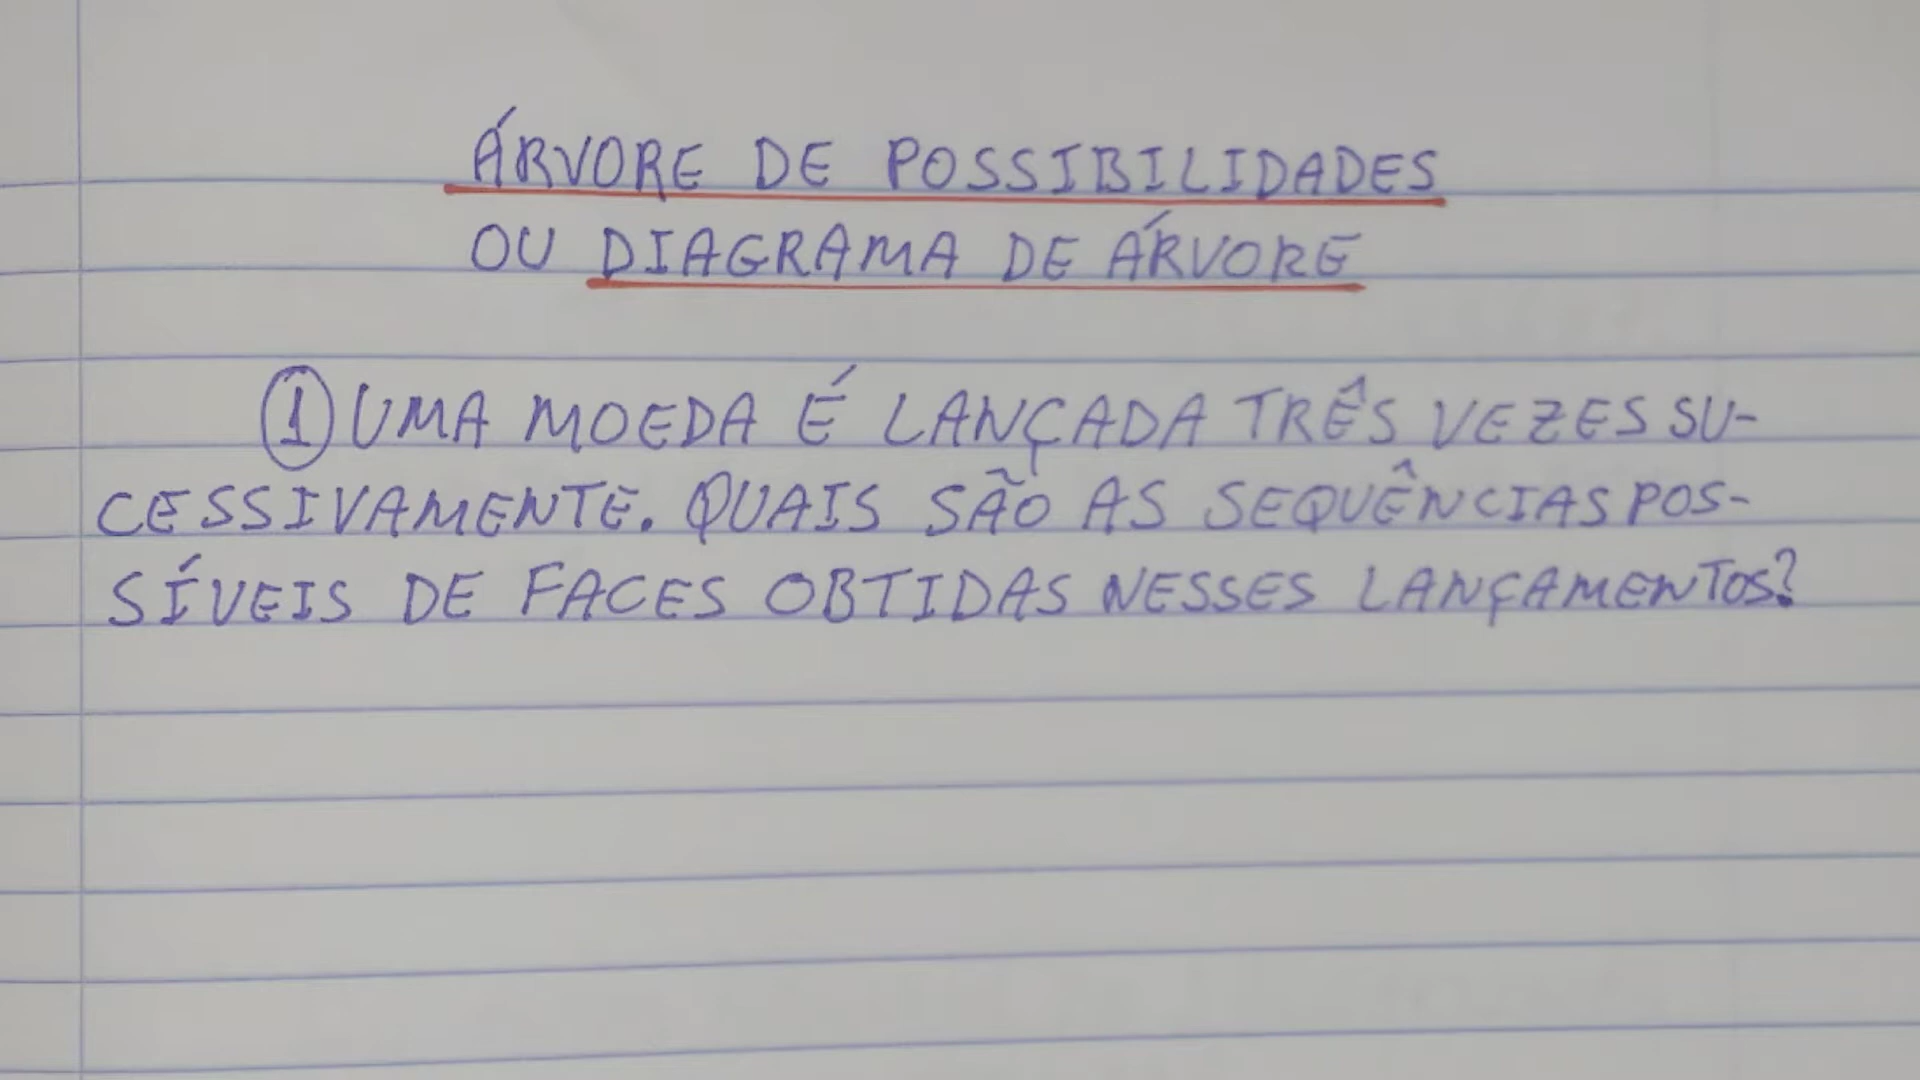 ÁRVORE DE POSSIBILIDADES
OU DIAGRAMA DE ÁRVORE
① UMA MOEDA É LANÇADA TRÊS VEZES SU-
CESSIVAMENTE. QUAIS SÃO AS SEQUÊNCIAS POS-
SÍVEIS DE FACES OBTIDAS NESSES LANÇAMENTOS?